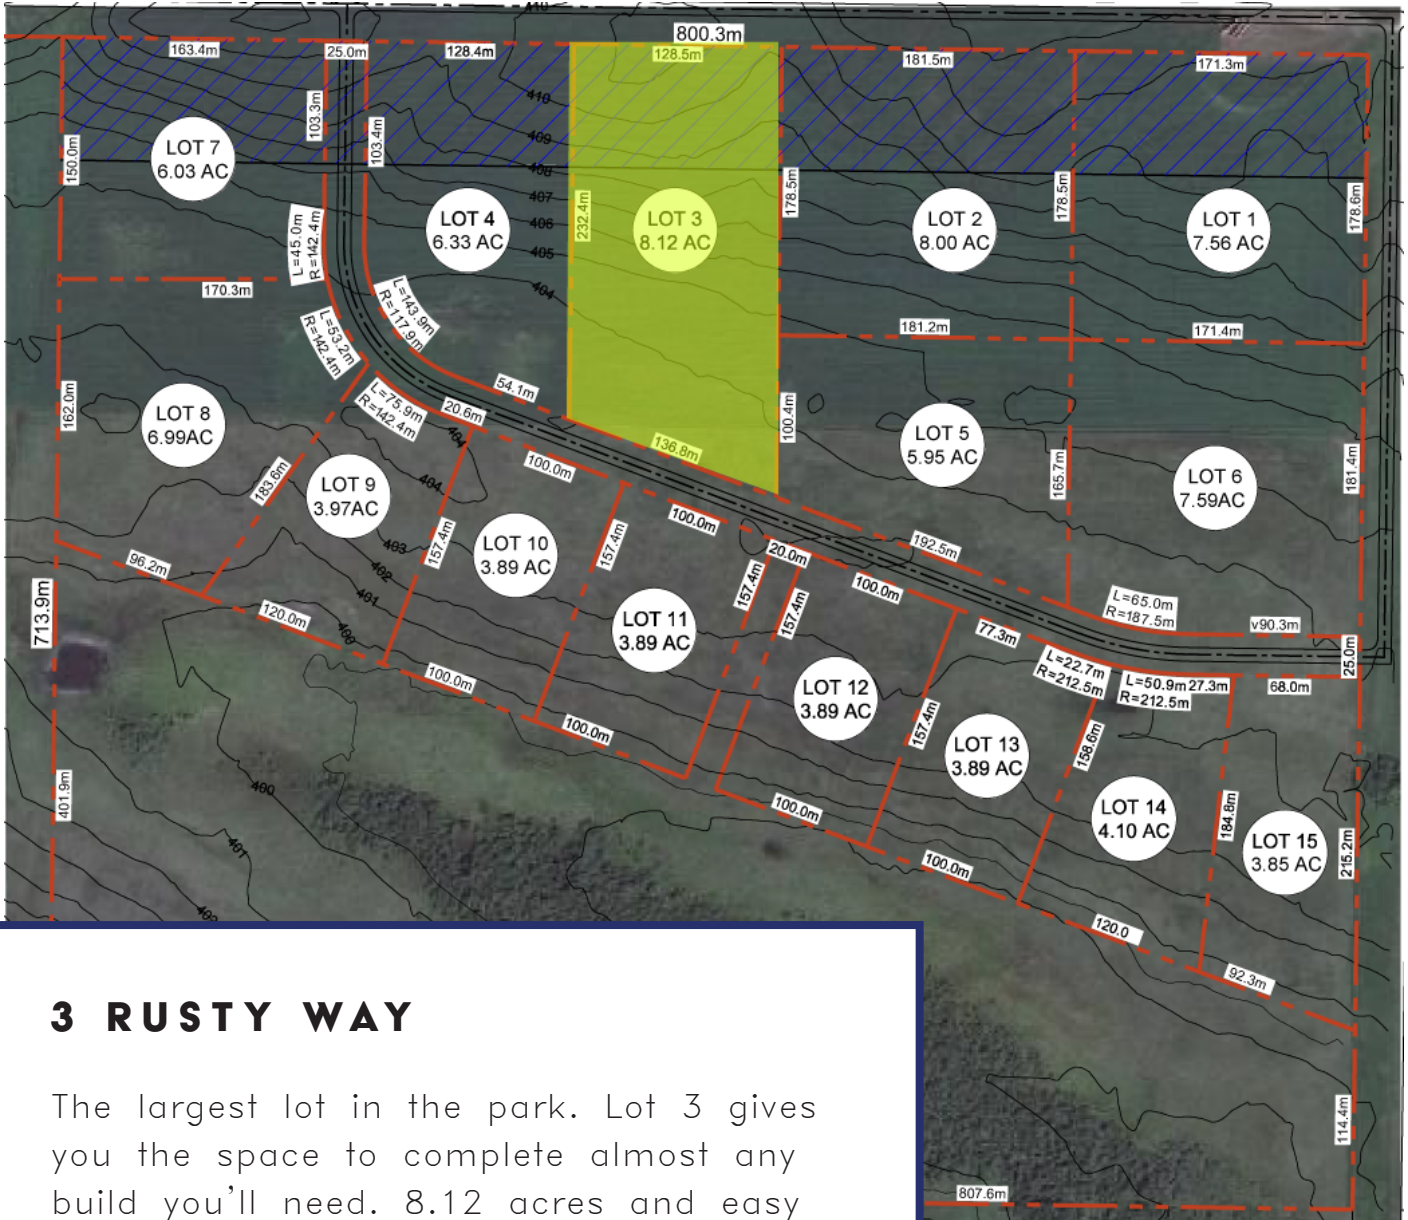 410
800.3m
163.4m
25.0m
128.4m
128.5m
181.5m
171.3m
410
103.3m
103.4m
409
150.0m
LOT 7
6.03 AC
408
407
178.5m
178.5m
178.6m
232.4m
LOT 4
6.33 AC
LOT 3
8.12 AC
LOT 2
8.00 AC
LOT 1
7.56 AC
406
405
L=45.0m
R=142.4m
170.3m
404
L=143.9m
R=117.9m
181.2m
171.4m
L=53.2m
R=142.4m
54.1m
L=75.9m
R=142.4m
20.6m
162.0m
LOT 8
6.99AC
100.4m
136.8m
LOT 5
5.95 AC
165.7m
181.4m
LOT 6
7.59AC
404
404
100.0m
183.6m
LOT 9
3.97AC
100.0m
403
157.4m
LOT 10
3.89 AC
157.4m
192.5m
402
20.0m
96.2m
401
157.4m
100.0m
L=65.0m
R=187.5m
v90.3m
713.9m
120.0m
400
LOT 11
3.89 AC
157.4m
77.3m
25.0m
L=22.7m
R=212.5m
L=50.9m
R=212.5m
27.3m
68.0m
100.0m
LOT 12
3.89 AC
157.4m
100.0m
LOT 13
3.89 AC
158.6m
401.9m
400
100.0m
LOT 14
4.10 AC
184.8m
LOT 15
3.85 AC
215.2m
401
100.0m
402
120.0
92.3m
3 RUSTY WAY
The largest lot in the park. Lot 3 gives
you the space to complete almost any
build you'll need. 8.12 acres and easy
114.4m
807.6m